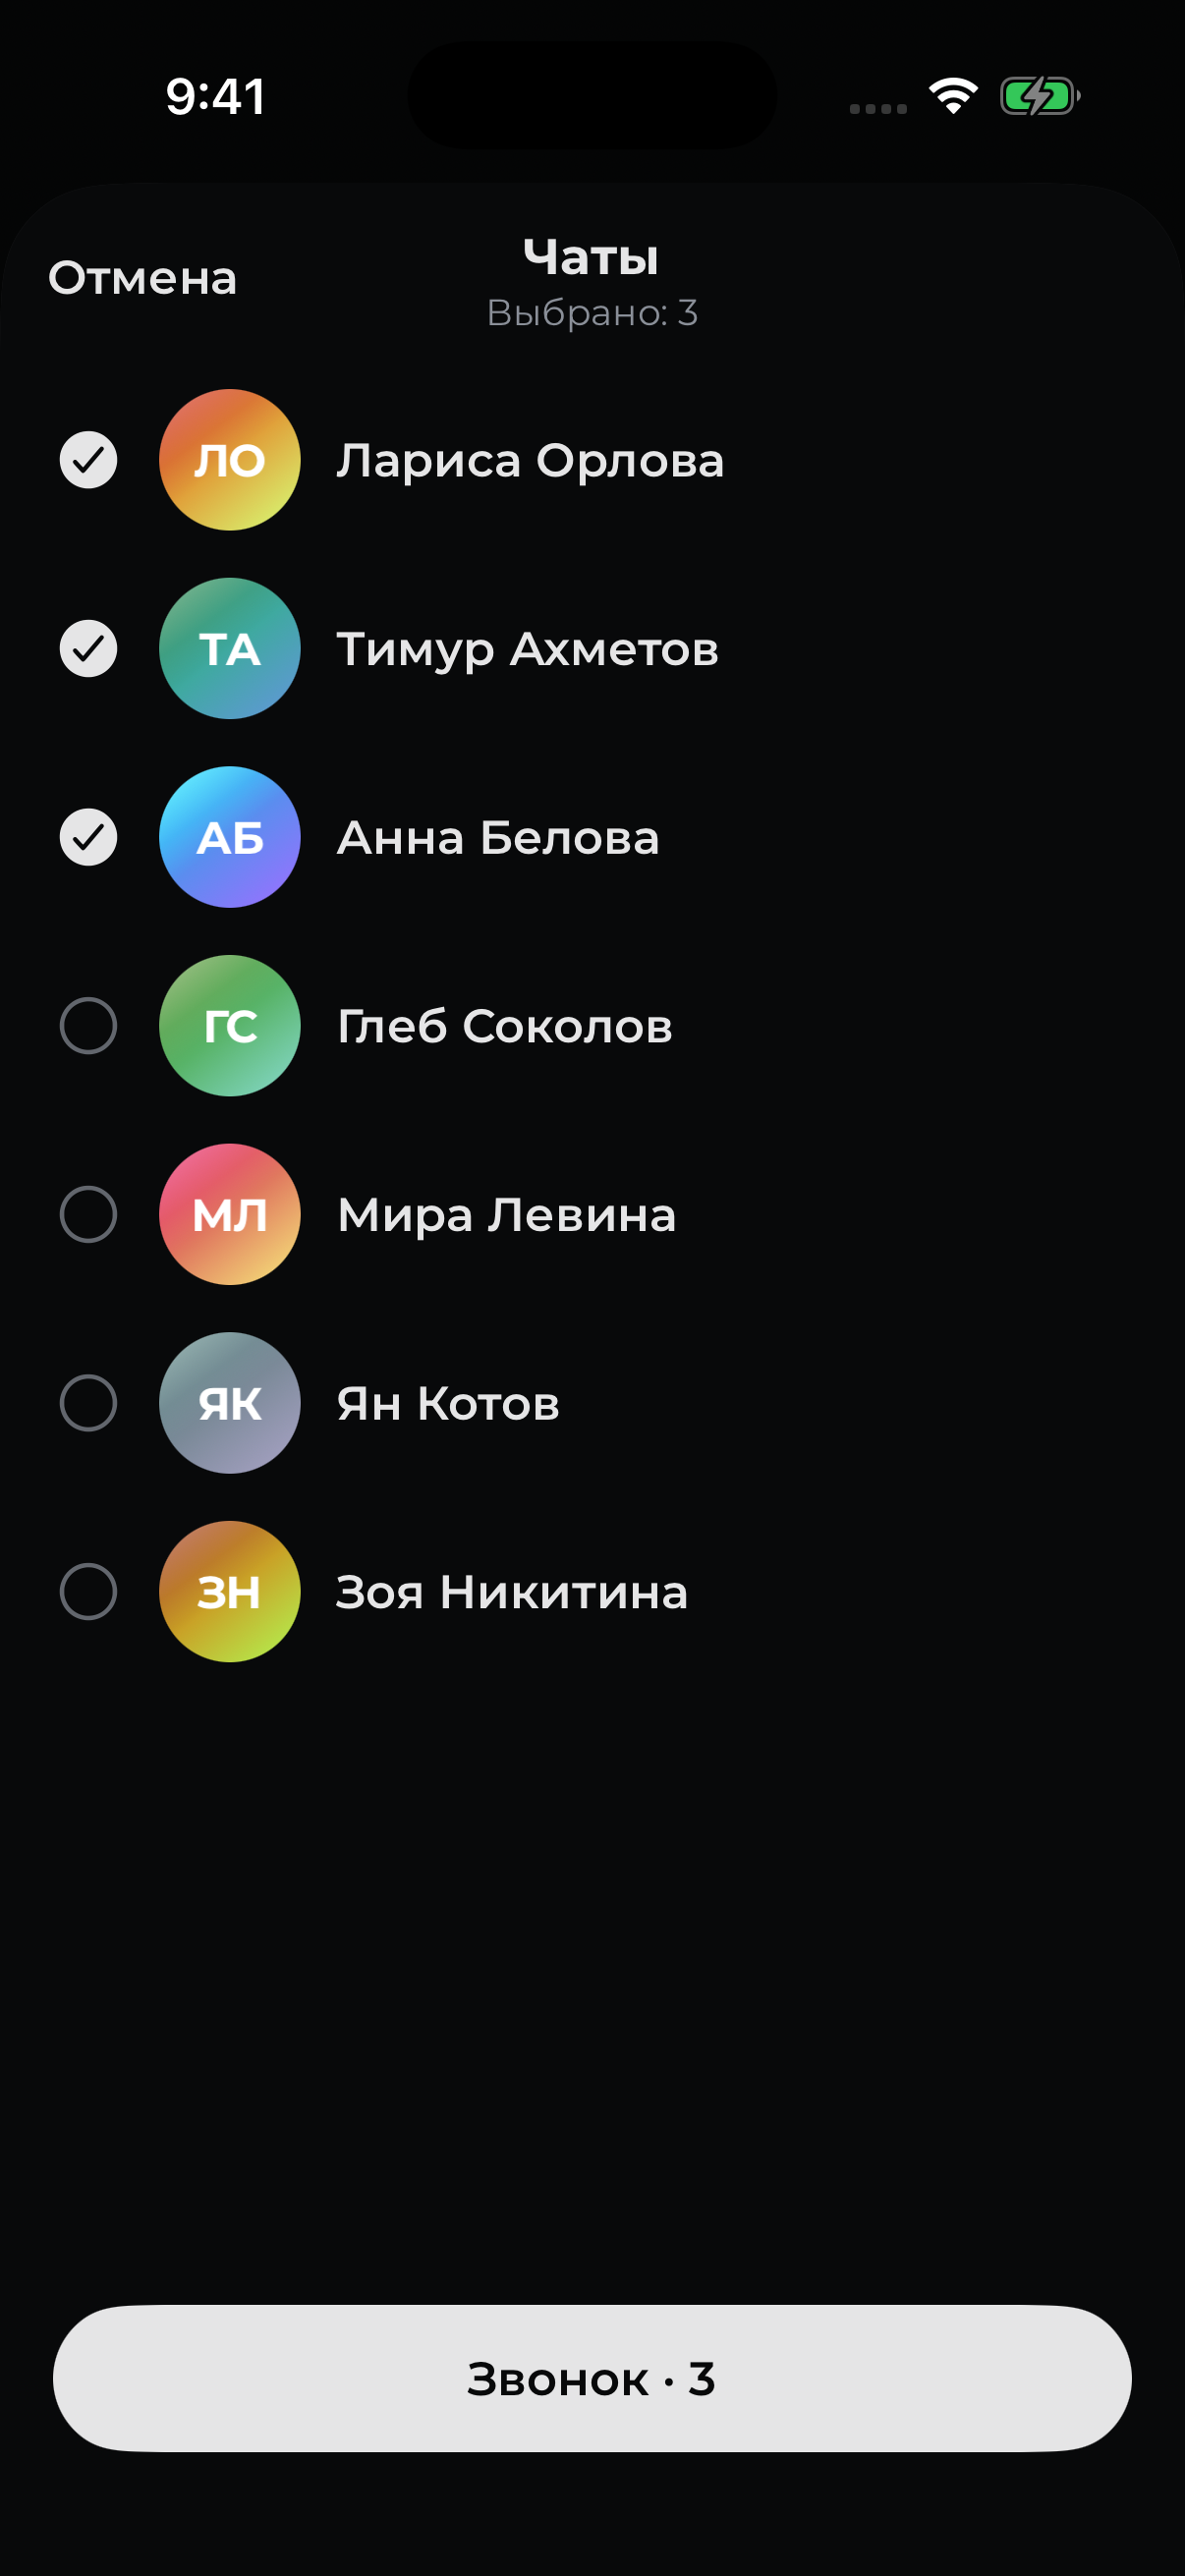 9:41
Отмена
Чаты
Выбрано: 3
ЛО Лариса Орлова
ТА Тимур Ахметов
АБ Анна Белова
ГС Глеб Соколов
МЛ Мира Левина
ЯК Ян Котов
ЗН Зоя Никитина
Звонок · 3